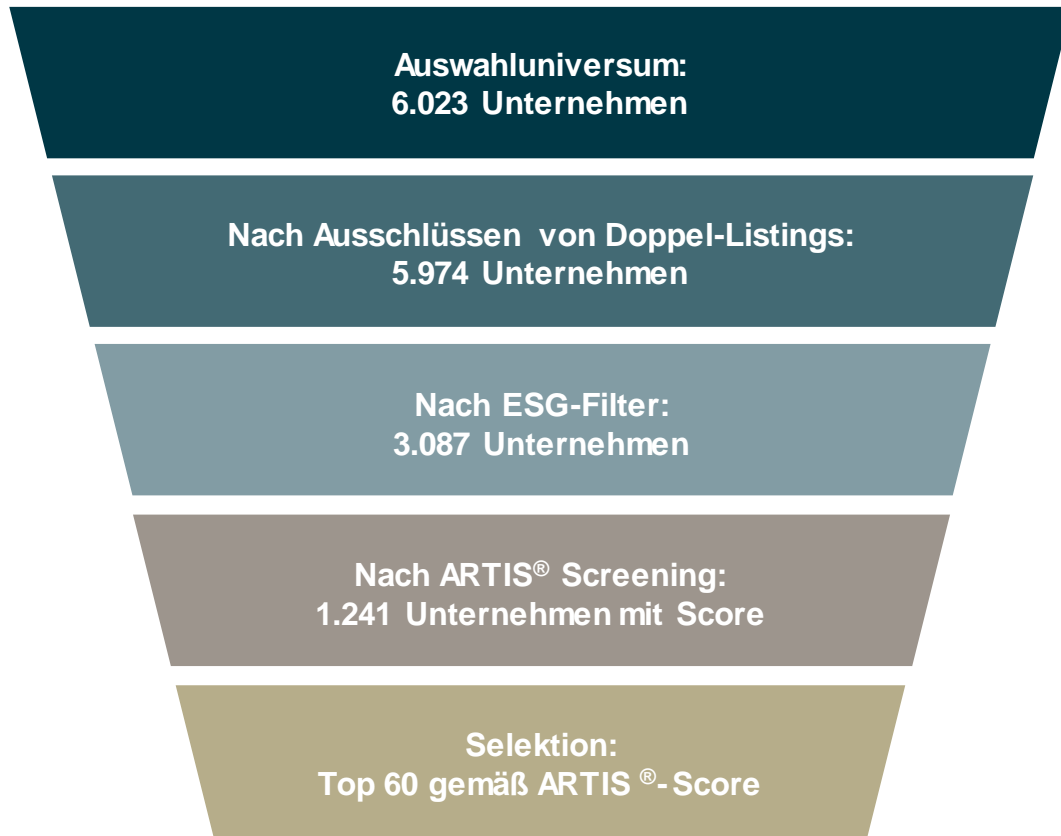 Auswahluniversum:
6.023 Unternehmen
Nach Ausschlüssen von Doppel-Listings:
5.974 Unternehmen
Nach ESG-Filter:
3.087 Unternehmen
Nach ARTIS® Screening:
1.241 Unternehmen mit Score
Selektion:
Top 60 gemäß ARTIS ®- Score